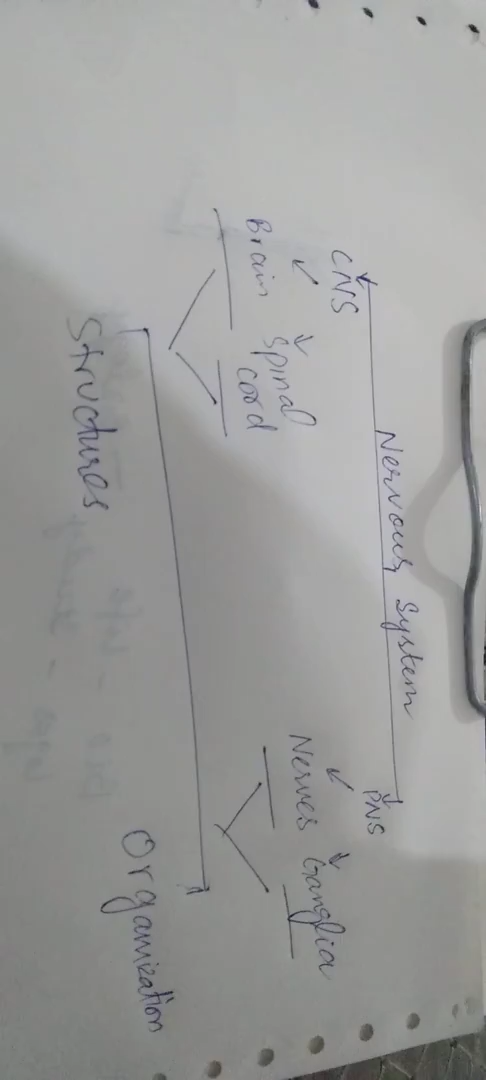 Nervous System
CNS
PNS
Brain
Spinal
cord
Nerves
Ganglia
Structures
Organization